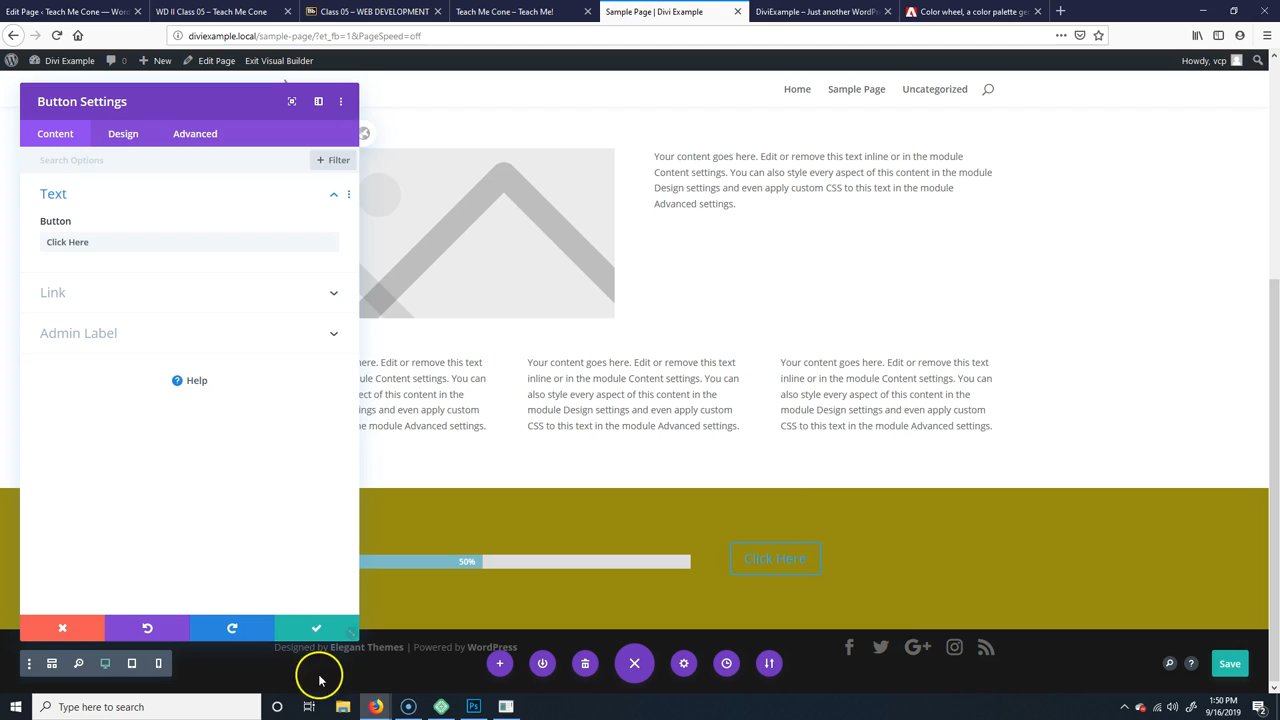 Edit Page ‹ Teach Me Cone — Word
WD II Class 05 – Teach Me Cone
Class 05 – WEB DEVELOPMENT
Teach Me Cone – Teach Me!
Sample Page | Divi Example
DiviExample – Just another WordPr
Color wheel, a color palette gen
diviexample.local/sample-page/?et_fb=1&PageSpeed=off
Divi Example
0
New
Edit Page
Exit Visual Builder
Howdy, vcp
Home
Sample Page
Uncategorized
Button Settings
Content
Design
Advanced
Search Options
+ Filter
Text
Button
Click Here
Link
Admin Label
Help
Your content goes here. Edit or remove this text inline or in the module
Content settings. You can also style every aspect of this content in the module
Design settings and even apply custom CSS to this text in the module
Advanced settings.
here. Edit or remove this text
ule Content settings. You can
ect of this content in the
ttings and even apply custom
he module Advanced settings.
Your content goes here. Edit or remove this text
inline or in the module Content settings. You can
also style every aspect of this content in the
module Design settings and even apply custom
CSS to this text in the module Advanced settings.
Your content goes here. Edit or remove this text
inline or in the module Content settings. You can
also style every aspect of this content in the
module Design settings and even apply custom
CSS to this text in the module Advanced settings.
50%
Click Here
Designed by Elegant Themes | Powered by WordPress
Save
Type here to search
1:50 PM
9/16/2019
2